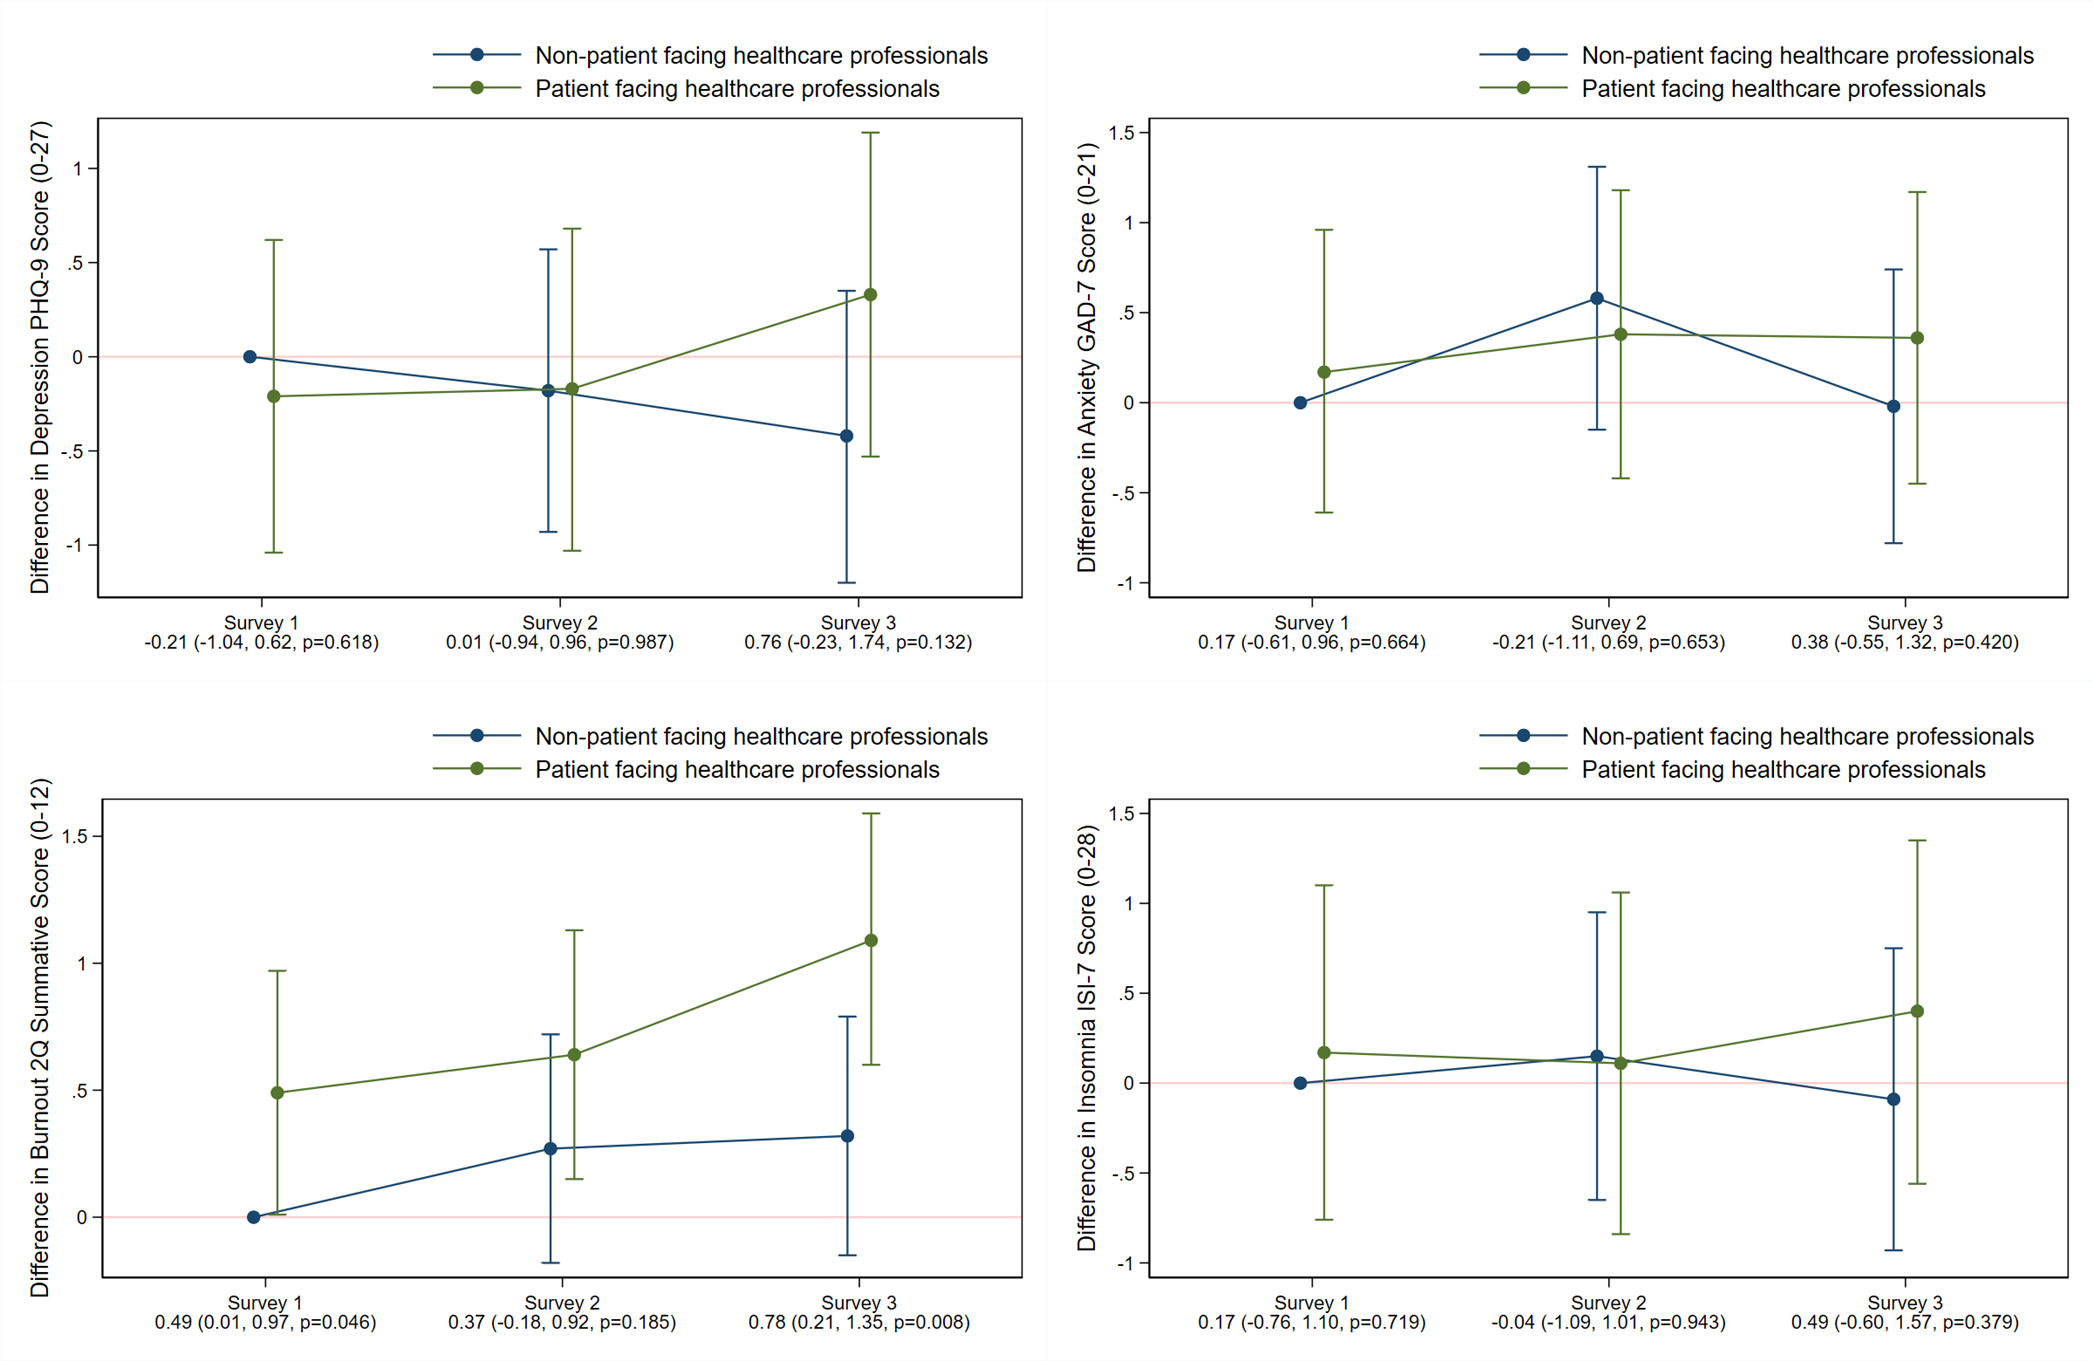 Non-patient facing healthcare professionals
Patient facing healthcare professionals
Difference in Depression PHQ-9 Score (0-27)
1
.5
0
-.5
-1
Survey 1
-0.21 (-1.04, 0.62, p=0.618)
Survey 2
0.01 (-0.94, 0.96, p=0.987)
Survey 3
0.76 (-0.23, 1.74, p=0.132)
Non-patient facing healthcare professionals
Patient facing healthcare professionals
Difference in Anxiety GAD-7 Score (0-21)
1.5
1
.5
0
-.5
-1
Survey 1
0.17 (-0.61, 0.96, p=0.664)
Survey 2
-0.21 (-1.11, 0.69, p=0.653)
Survey 3
0.38 (-0.55, 1.32, p=0.420)
Non-patient facing healthcare professionals
Patient facing healthcare professionals
Difference in Burnout 2Q Summative Score (0-12)
1.5
1
.5
0
Survey 1
0.49 (0.01, 0.97, p=0.046)
Survey 2
0.37 (-0.18, 0.92, p=0.185)
Survey 3
0.78 (0.21, 1.35, p=0.008)
Non-patient facing healthcare professionals
Patient facing healthcare professionals
Difference in Insomnia ISI-7 Score (0-28)
1.5
1
.5
0
-.5
-1
Survey 1
0.17 (-0.76, 1.10, p=0.719)
Survey 2
-0.04 (-1.09, 1.01, p=0.943)
Survey 3
0.49 (-0.60, 1.57, p=0.379)